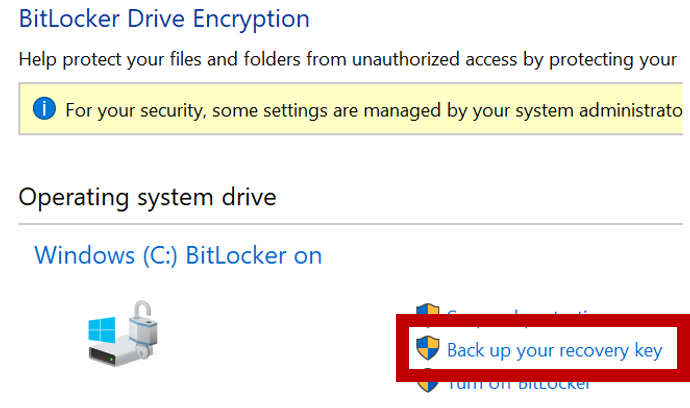 BitLocker Drive Encryption
Help protect your files and folders from unauthorized access by protecting your
For your security, some settings are managed by your system administrato
Operating system drive
Windows (C:) BitLocker on
Back up your recovery key
Turn off BitLocker